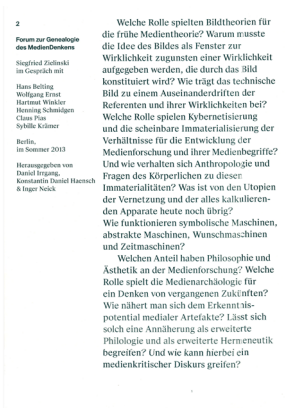 2
Forum zur Genealogie
des MedienDenkens
Siegfried Zielinski
im Gespräch mit
Hans Belting
Wolfgang Ernst
Hartmut Winkler
Henning Schmidgen
Claus Pias
Sybille Krämer
Berlin,
im Sommer 2013
Herausgegeben von
Daniel Irrgang,
Konstantin Daniel Haensch
& Inger Neick
Welche Rolle spielten Bildtheorien für
die frühe Medientheorie? Warum musste
die Idee des Bildes als Fenster zur
Wirklichkeit zugunsten einer Wirklichkeit
aufgegeben werden, die durch das Bild
konstituiert wird? Wie trägt das technische
Bild zu einem Auseinanderdriften der
Referenten und ihrer Wirklichkeiten bei?
Welche Rolle spielen Kybernetisierung
und die scheinbare Immaterialisierung der
Verhältnisse für die Entwicklung der
Medienforschung und ihrer Medienbegriffe?
Und wie verhalten sich Anthropologie und
Fragen des Körperlichen zu diesen
Immaterialitäten? Was ist von den Utopien
der Vernetzung und der alles kalkulieren-
den Apparate heute noch übrig?
Wie funktionieren symbolische Maschinen,
abstrakte Maschinen, Wunschmaschinen
und Zeitmaschinen?
Welchen Anteil haben Philosophie und
Ästhetik an der Medienforschung? Welche
Rolle spielt die Medienarchäologie für
ein Denken von vergangenen Zukünften?
Wie nähert man sich dem Erkenntnis-
potential medialer Artefakte? Lässt sich
solch eine Annäherung als erweiterte
Philologie und als erweiterte Hermeneutik
begreifen? Und wie kann hierbei ein
medienkritischer Diskurs greifen?